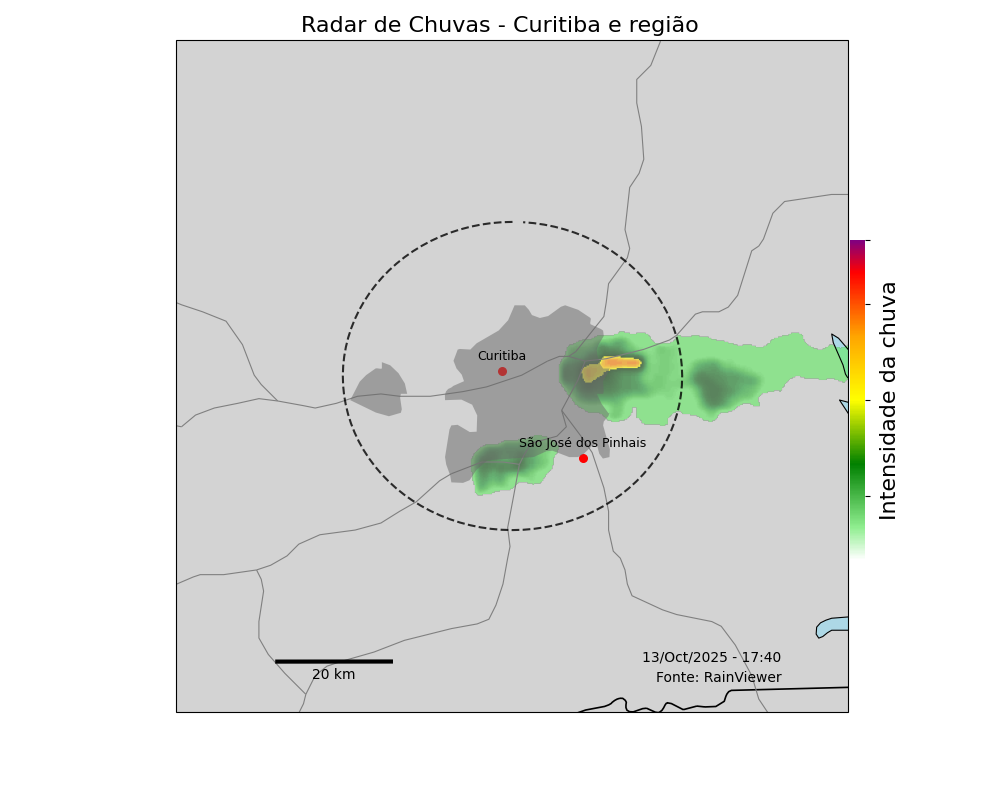 Radar de Chuvas - Curitiba e região
Curitiba
São José dos Pinhais
Intensidade da chuva
20 km
13/Oct/2025 - 17:40
Fonte: RainViewer